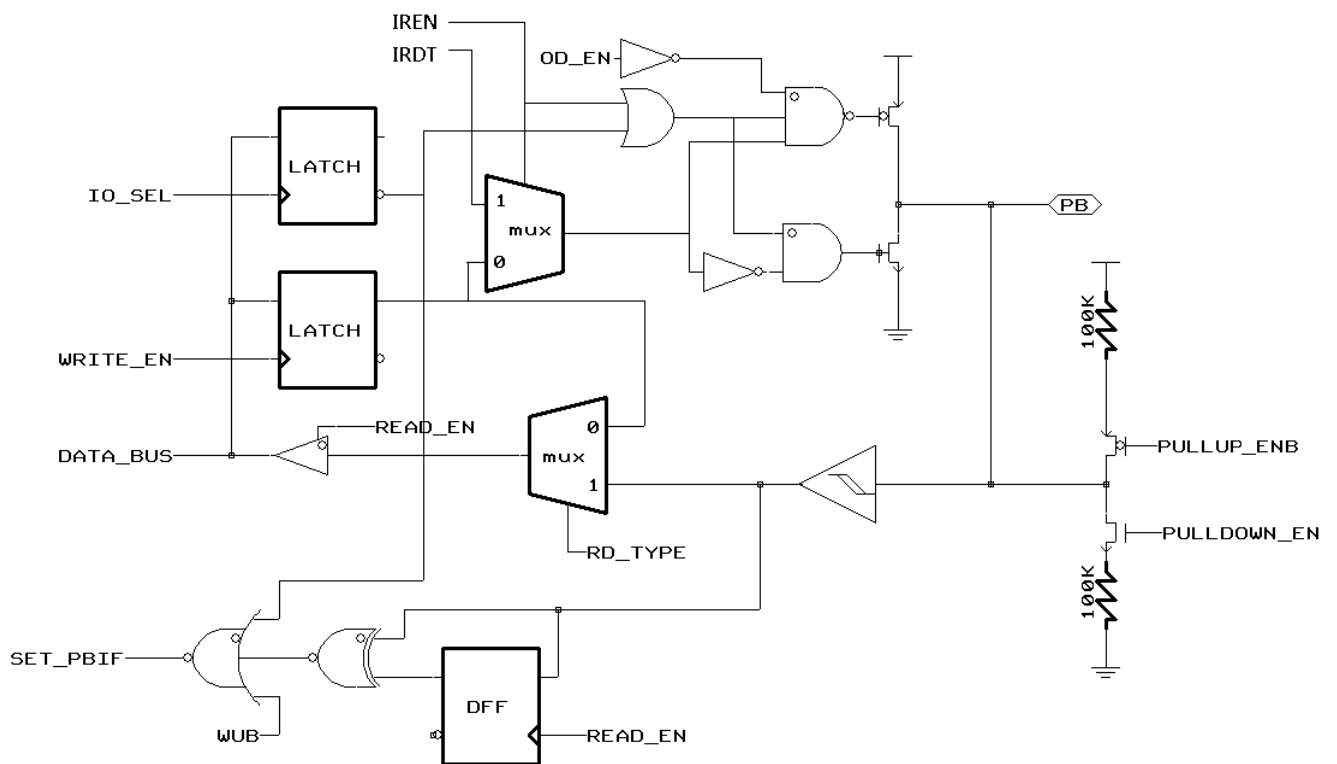 IREN
IRDT
OD_EN
LATCH
IO_SEL
1
mux
0
PB
LATCH
WRITE_EN
100K
READ_EN
0
DATA_BUS
mux
1
PULLUP_ENB
RD_TYPE
PULLDOWN_EN
100K
SET_PBIF
DFF
WUB
READ_EN